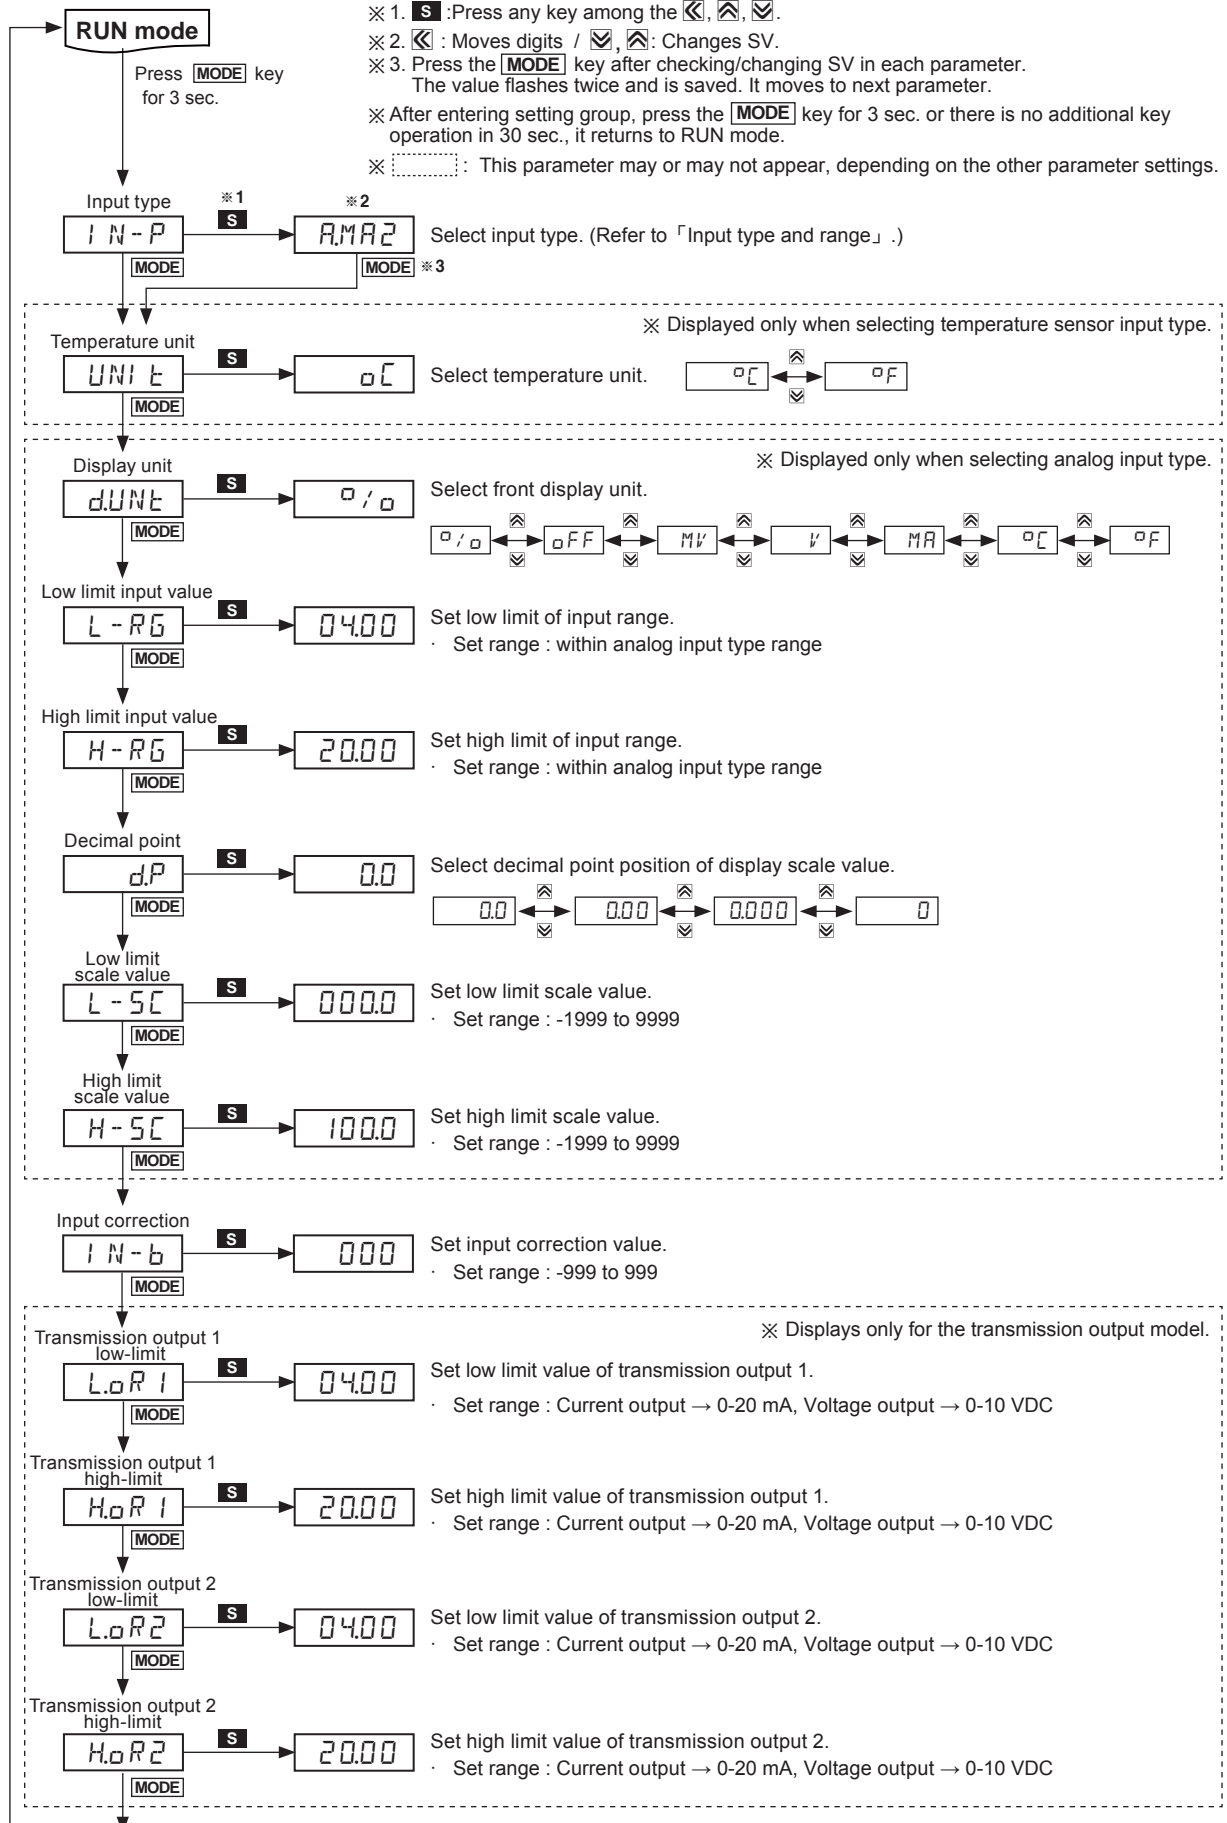 RUN mode
Press MODE key
for 3 sec.
※ 1. S :Press any key among the «, ︽, ︾.
※ 2. « : Moves digits / ︾, ︽: Changes SV.
※ 3. Press the MODE key after checking/changing SV in each parameter.
The value flashes twice and is saved. It moves to next parameter.
※ After entering setting group, press the MODE key for 3 sec. or there is no additional key
operation in 30 sec., it returns to RUN mode.
※ : This parameter may or may not appear, depending on the other parameter settings.
Input type
※1
※2
IN-P
S
A.MA2
Select input type. (Refer to「Input type and range」.)
MODE
MODE ※3
※ Displayed only when selecting temperature sensor input type.
Temperature unit
UNIt
S
oC
Select temperature unit.
°C
°F
MODE
※ Displayed only when selecting analog input type.
Display unit
d.UNt
S
o/o
Select front display unit.
MODE
o/o
oFF
MV
V
MA
°C
°F
Low limit input value
L-RG
S
04.00
Set low limit of input range.
· Set range : within analog input type range
MODE
High limit input value
H-RG
S
20.00
Set high limit of input range.
· Set range : within analog input type range
MODE
Decimal point
d.P
S
0.0
Select decimal point position of display scale value.
MODE
0.0
0.00
0.000
0
Low limit
scale value
L-SC
S
000.0
Set low limit scale value.
· Set range : -1999 to 9999
MODE
High limit
scale value
H-SC
S
100.0
Set high limit scale value.
· Set range : -1999 to 9999
MODE
Input correction
IN-b
S
000
Set input correction value.
· Set range : -999 to 999
MODE
※ Displays only for the transmission output model.
Transmission output 1
low-limit
L.oR1
S
04.00
Set low limit value of transmission output 1.
· Set range : Current output → 0-20 mA, Voltage output → 0-10 VDC
MODE
Transmission output 1
high-limit
H.oR1
S
20.00
Set high limit value of transmission output 1.
· Set range : Current output → 0-20 mA, Voltage output → 0-10 VDC
MODE
Transmission output 2
low-limit
L.oR2
S
04.00
Set low limit value of transmission output 2.
· Set range : Current output → 0-20 mA, Voltage output → 0-10 VDC
MODE
Transmission output 2
high-limit
H.oR2
S
20.00
Set high limit value of transmission output 2.
· Set range : Current output → 0-20 mA, Voltage output → 0-10 VDC
MODE